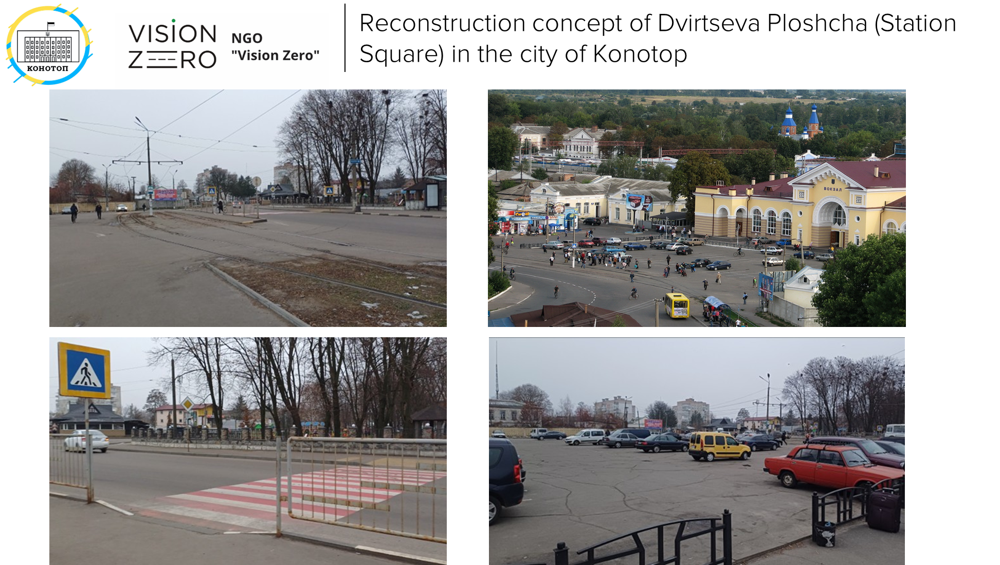 КОНОТОП
VISION
ZERO
NGO
"Vision Zero"
Reconstruction concept of Dvirtseva Ploshcha (Station
Square) in the city of Konotop
ВОКЗАЛ